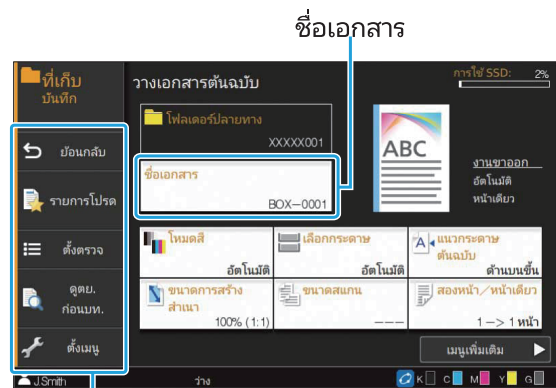 ชื่อเอกสาร
ที่เก็บ
บันทึก
วางเอกสารต้นฉบับ
การใช้ SSD: 2%
โฟลเดอร์ปลายทาง
XXXXX001
ชื่อเอกสาร
BOX-0001
ABC
งานขาออก
อัตโนมัติ
หน้าเดียว
ย้อนกลับ
รายการโปรด
ตั้งตรวจ
ดูตย.
ก่อนบท.
ตั้งเมนู
โหมดสี
อัตโนมัติ
เลือกกระดาษ
อัตโนมัติ
แนวกระดาษ
ต้นฉบับ
ด้านบนขึ้น
ขนาดการสร้าง
สำเนา
100% (1:1)
ขนาดสแกน
---
สองหน้า/หน้าเดียว
1 -> 1 หน้า
เมนูเพิ่มเติม
J.Smith
ว่าง
K C M Y G